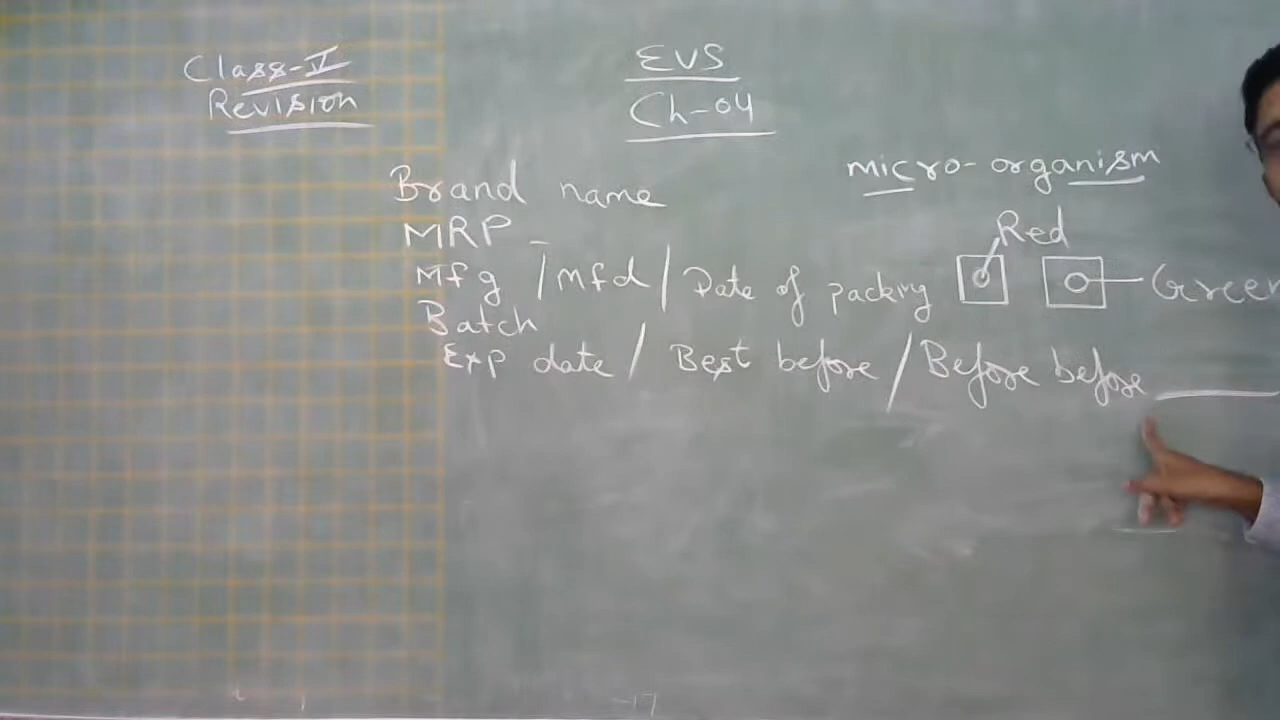 Class-V
Revision
EVS
Ch-04
Brand name
MRP -
Mfg / mfd / Date of packing
Batch
Exp date / Best before / Before before
micro-organism
Red
Green